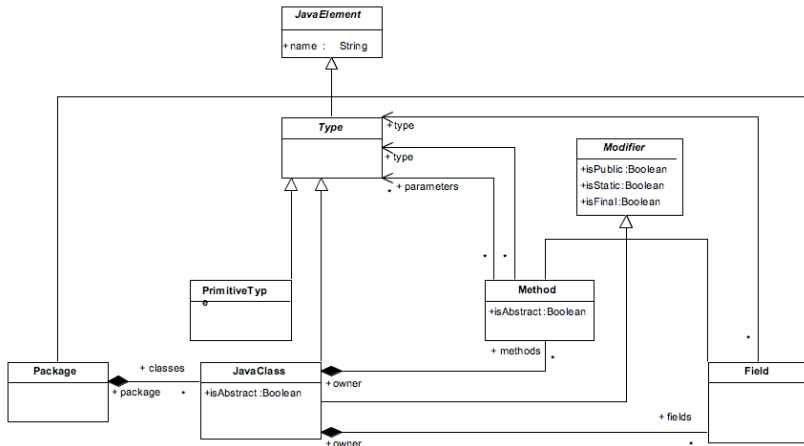 JavaElement
+ name : String
Type
+ type
+ type
+ parameters
*
Modifier
+isPublic :Boolean
+isStatic :Boolean
+isFinal :Boolean
* *
PrimitiveTyp
e
Method
+isAbstract :Boolean
*
+ methods *
Package
+ classes
+ package *
JavaClass
+isAbstract :Boolean
+owner
+owner
Field
+ fields
*